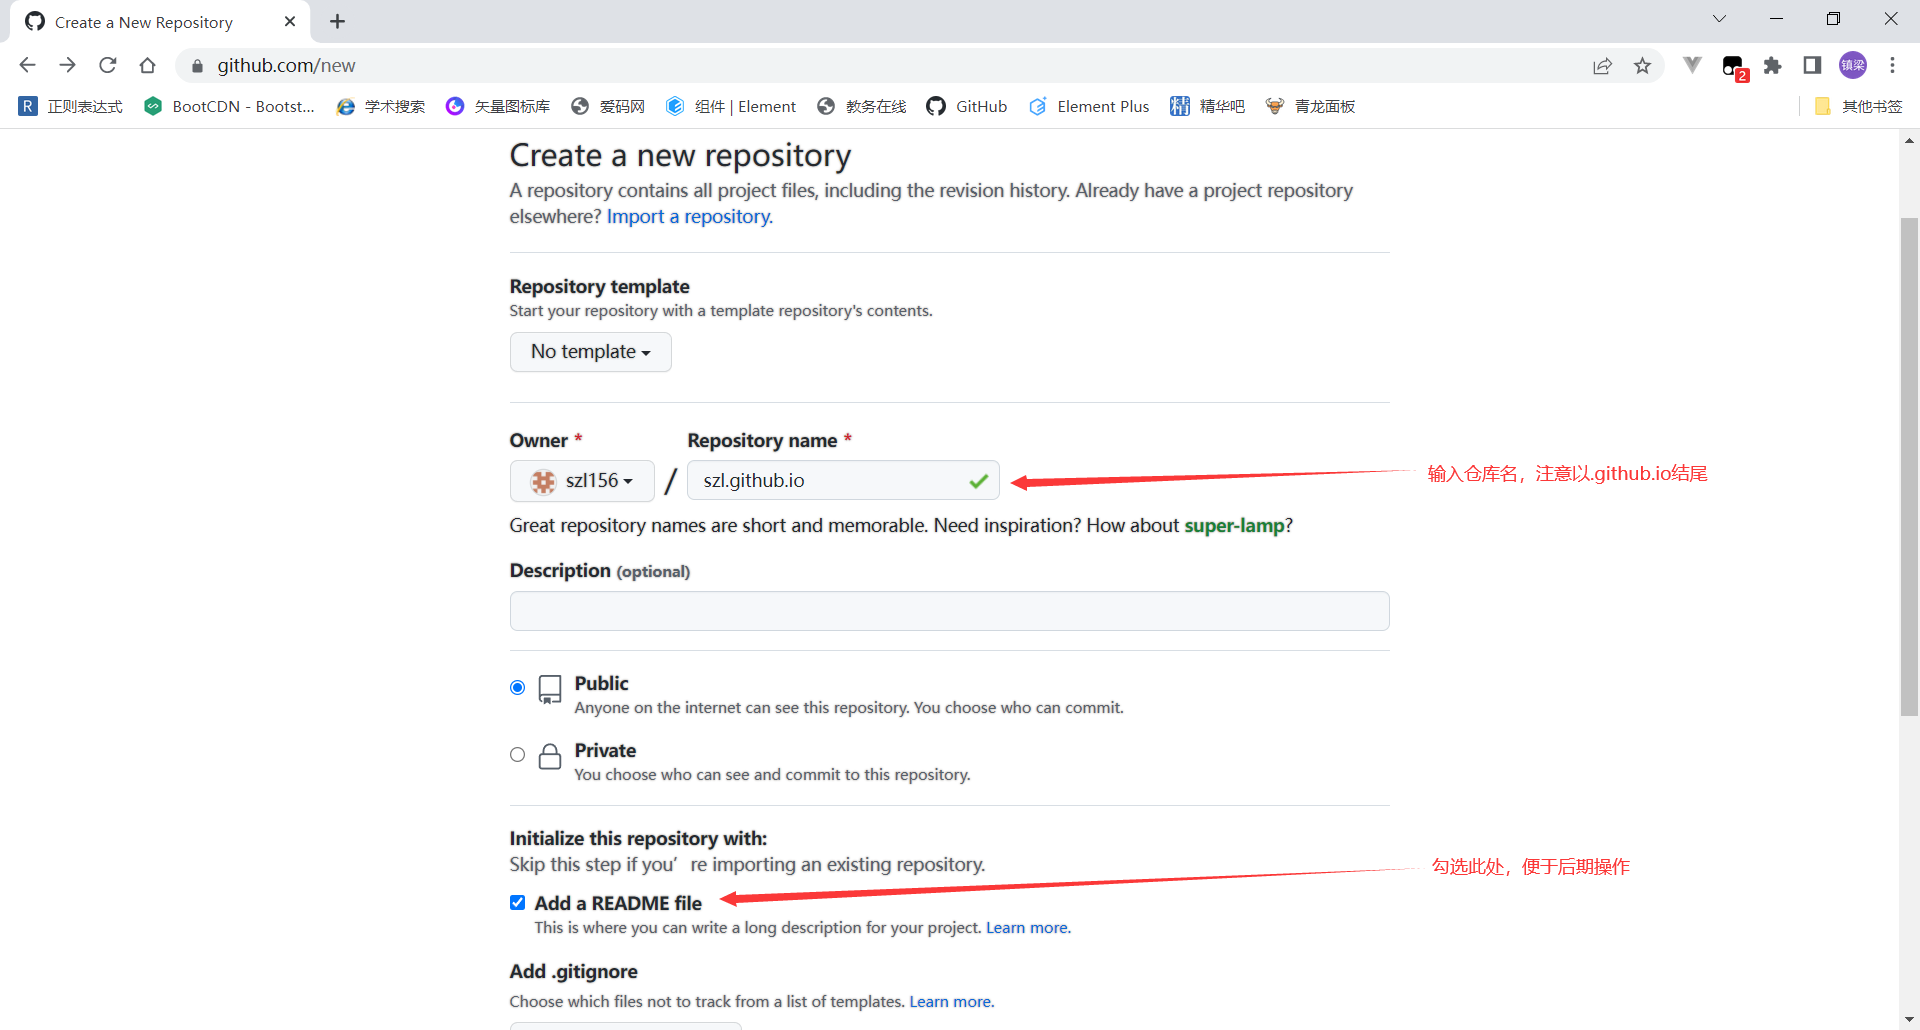 Create a New Repository
github.com/new
2
镇梁
正则表达式
BootCDN - Bootst...
学术搜索
矢量图标库
爱码网
组件 | Element
教务在线
GitHub
Element Plus
精华吧
青龙面板
其他书签
Create a new repository
A repository contains all project files, including the revision history. Already have a project repository
elsewhere? Import a repository.
Repository template
Start your repository with a template repository's contents.
No template
Owner *
Repository name *
szl156
/
szl.github.io
输入仓库名，注意以.github.io结尾
Great repository names are short and memorable. Need inspiration? How about super-lamp?
Description (optional)
Public
Anyone on the internet can see this repository. You choose who can commit.
Private
You choose who can see and commit to this repository.
Initialize this repository with:
Skip this step if you’re importing an existing repository.
勾选此处，便于后期操作
Add a README file
This is where you can write a long description for your project. Learn more.
Add .gitignore
Choose which files not to track from a list of templates. Learn more.